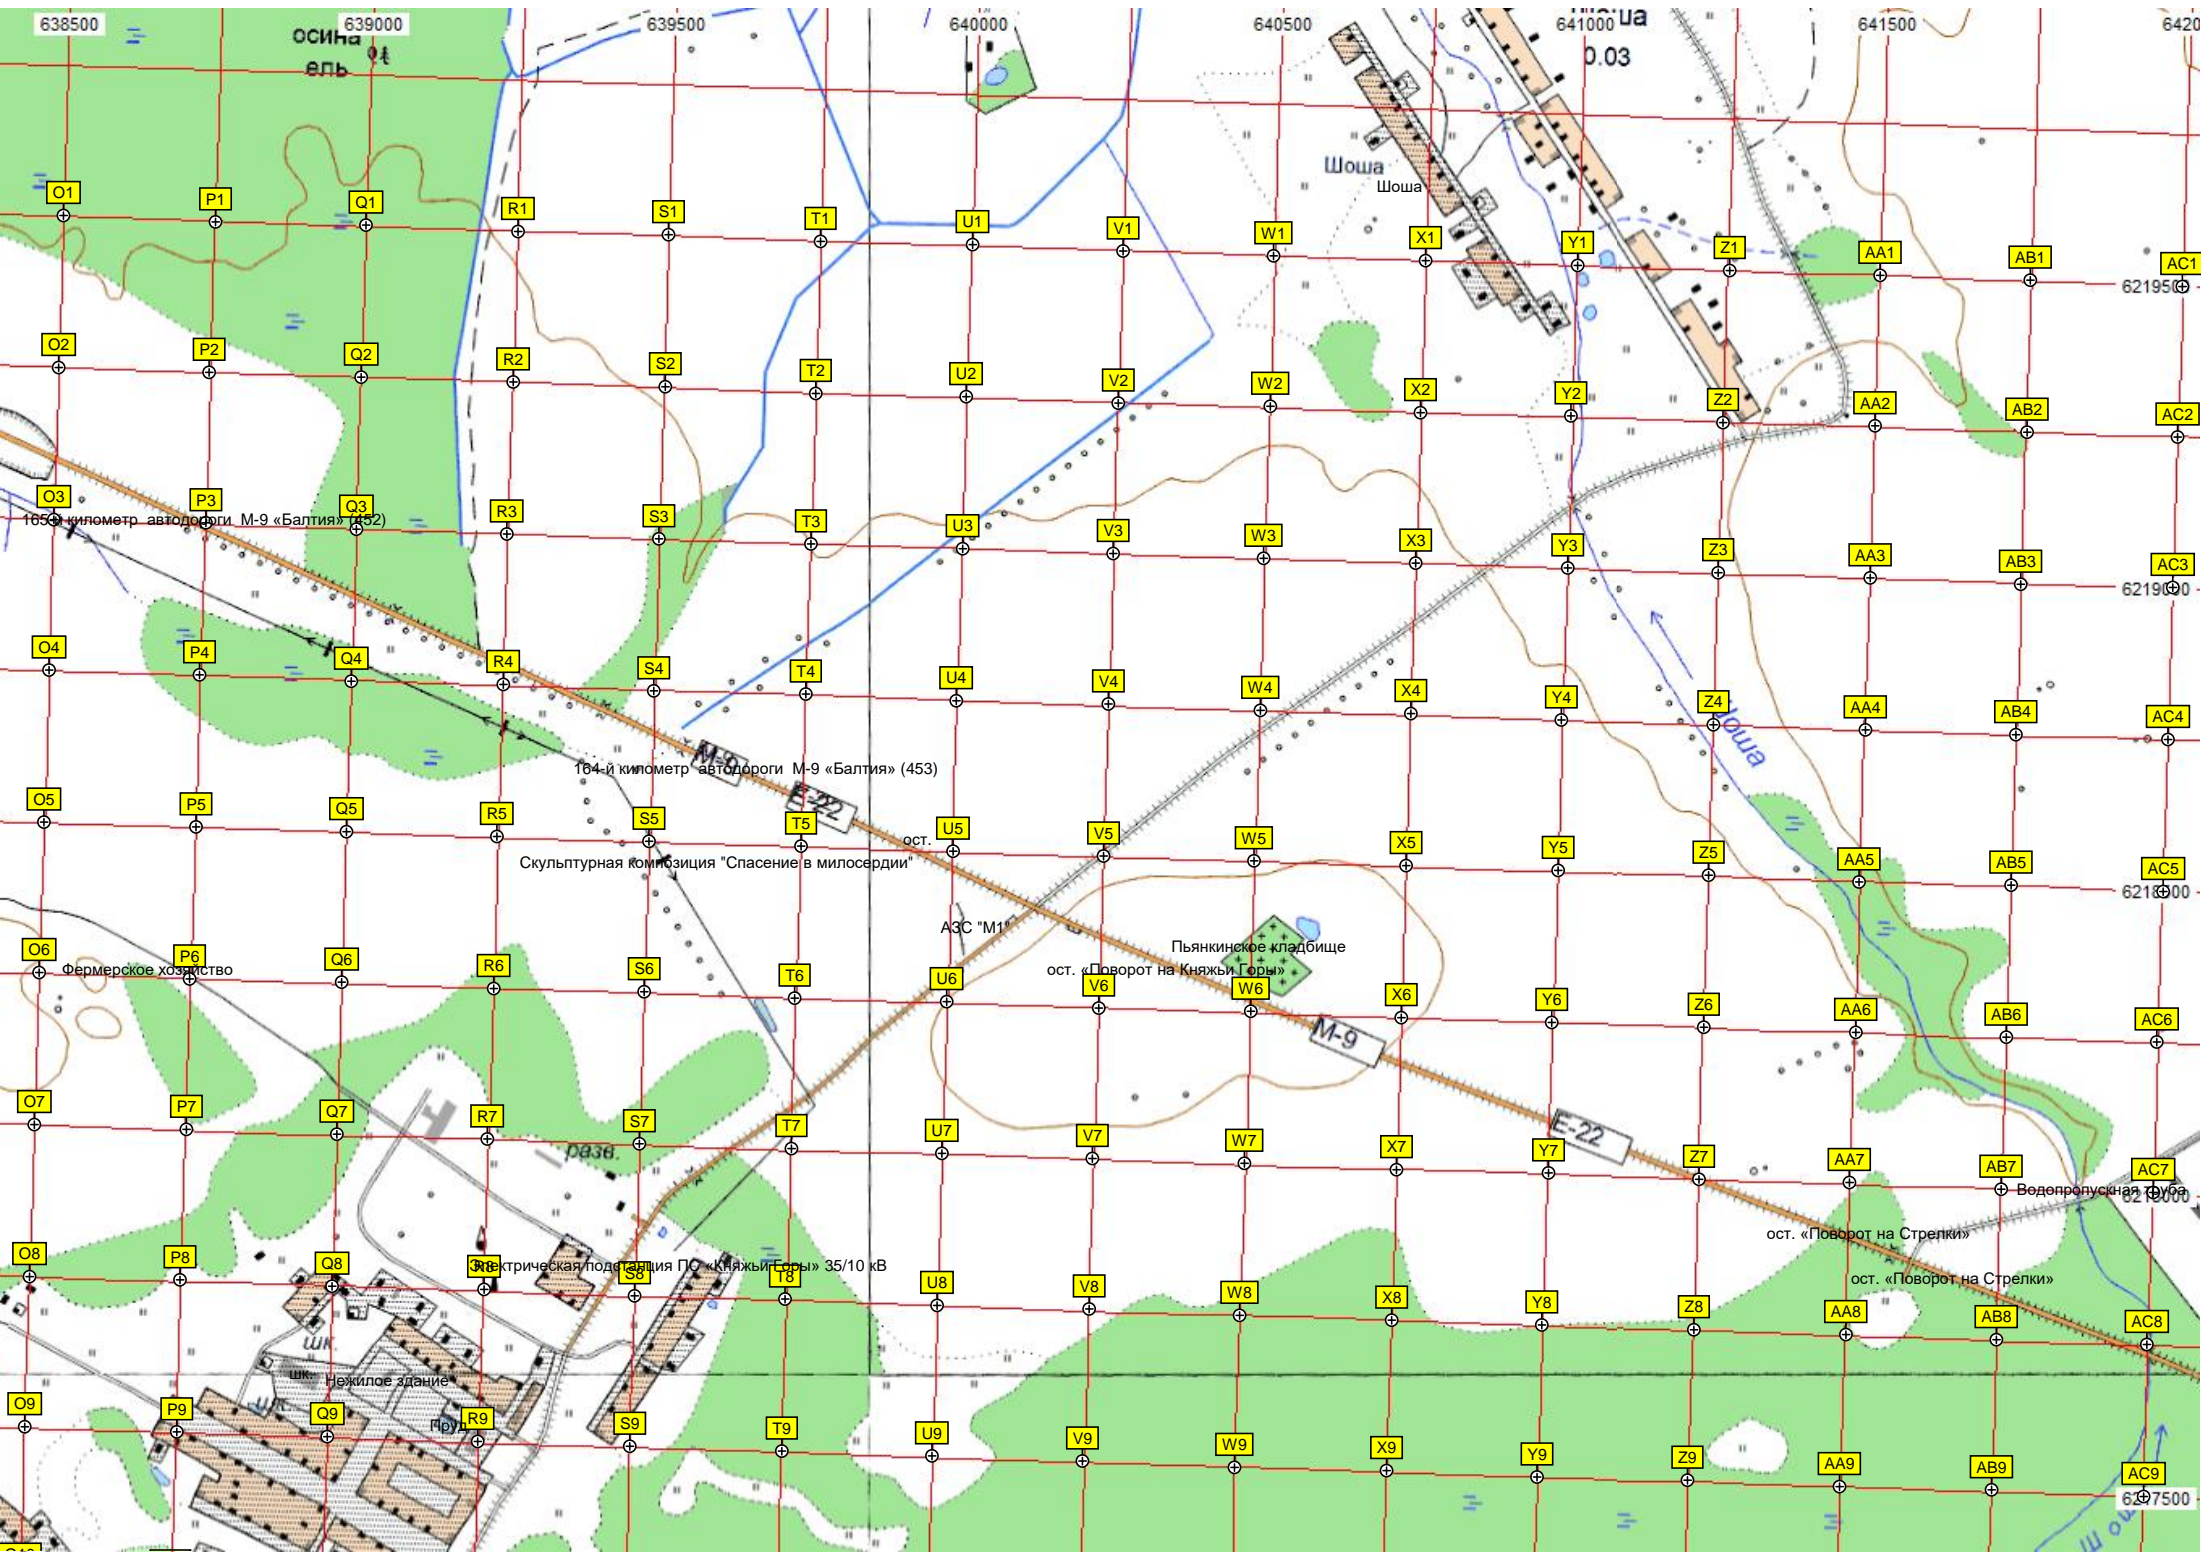 638500 639000 639500 640000 640500 641000 641500
осина
ель
0.03
Шоша
Шоша
O1 P1 Q1 R1 S1 T1 U1 V1 W1 X1 Y1 Z1 AA1 AB1 AC1
O2 P2 Q2 R2 S2 T2 U2 V2 W2 X2 Y2 Z2 AA2 AB2 AC2
O3 P3 Q3 R3 S3 T3 U3 V3 W3 X3 Y3 Z3 AA3 AB3 AC3
165-й километр автодороги М-9 «Балтия» (452)
O4 P4 Q4 R4 S4 T4 U4 V4 W4 X4 Y4 Z4 AA4 AB4 AC4
Шоша
М-9
164-й километр автодороги М-9 «Балтия» (453)
E-22
O5 P5 Q5 R5 S5 T5 U5 V5 W5 X5 Y5 Z5 AA5 AB5 AC5
ост.
Скульптурная композиция "Спасение в милосердии"
АЗС "М1"
Пьянкинское кладбище
ост. «Поворот на Княжьи Горы»
O6 P6 Q6 R6 S6 T6 U6 V6 W6 X6 Y6 Z6 AA6 AB6 AC6
Фермерское хозяйство
М-9
E-22
O7 P7 Q7 R7 S7 T7 U7 V7 W7 X7 Y7 Z7 AA7 AB7 AC7
разв.
Водопропускная труба
ост. «Поворот на Стрелки»
ост. «Поворот на Стрелки»
O8 P8 Q8 R8 S8 T8 U8 V8 W8 X8 Y8 Z8 AA8 AB8 AC8
Электрическая подстанция ПС «Княжьи Горы» 35/10 кВ
шк.
шк.
Нежилое здание
Пруд
O9 P9 Q9 R9 S9 T9 U9 V9 W9 X9 Y9 Z9 AA9 AB9 AC9